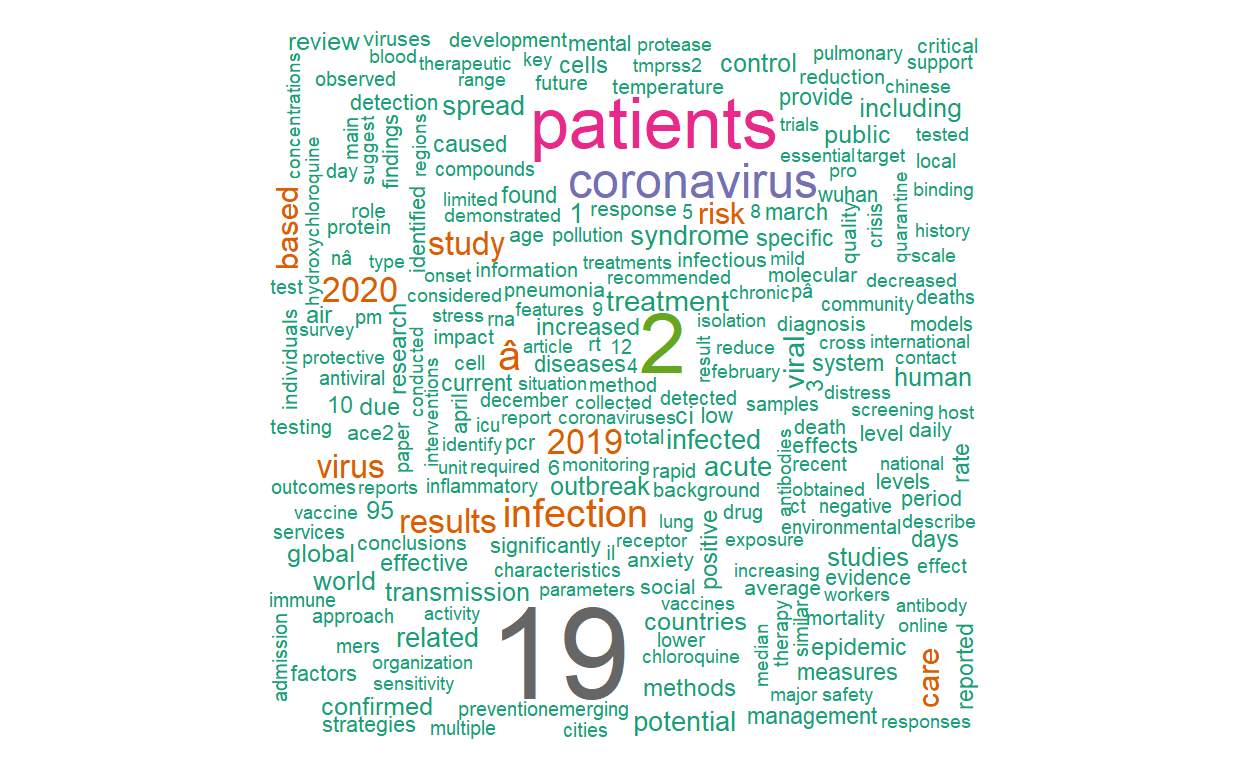 review
viruses
development
mental
protease
pulmonary
critical
blood
therapeutic
key
cells
tmprss2
control
support
observed
range
future
temperature
reduction
chinese
concentrations
detection
spread
patients
provide
including
main
suggest
findings
regions
caused
trials
public
tested
day
compounds
essential
target
local
hydroxychloroquine
limited
found
coronavirus
pro
wuhan
binding
based
role
identified
demonstrated
1
response
5
risk
8
march
quality
crisis
quarantine
protein
study
age
pollution
syndrome
specific
history
nâ
type
onset
information
treatments
infectious
mild
scale
test
2020
considered
pneumonia
recommended
molecular
decreased
air
pm
features
9
treatment
chronic
pâ
community
deaths
individuals
survey
research
conducted
stress
rna
increased
2
isolation
diagnosis
models
protective
impact
â
article
rt
12
result
reduce
viral
cross
international
antiviral
cell
diseases
4
february
system
contact
current
situation
method
3
human
10
due
interventions
april
december
collected
detected
distress
testing
ace2
paper
icu
report
coronaviruses
ci
low
samples
screening
host
identify
pcr
2019
total
infected
death
level
daily
virus
unit
required
6
monitoring
rapid
acute
antibodies
effects
recent
national
rate
outcomes
reports
inflammatory
outbreak
background
obtained
levels
vaccine
95
results
infection
lung
positive
drug
ct
negative
period
services
environmental
describe
global
conclusions
significantly
il
receptor
exposure
studies
days
effective
characteristics
anxiety
increasing
evidence
effect
world
transmission
parameters
social
average
workers
immune
approach
activity
19
vaccines
median
therapy
similar
mortality
antibody
admission
mers
related
countries
online
organization
lower
epidemic
reported
factors
sensitivity
chloroquine
measures
care
confirmed
prevention
emerging
methods
major
safety
strategies
multiple
cities
potential
management
responses